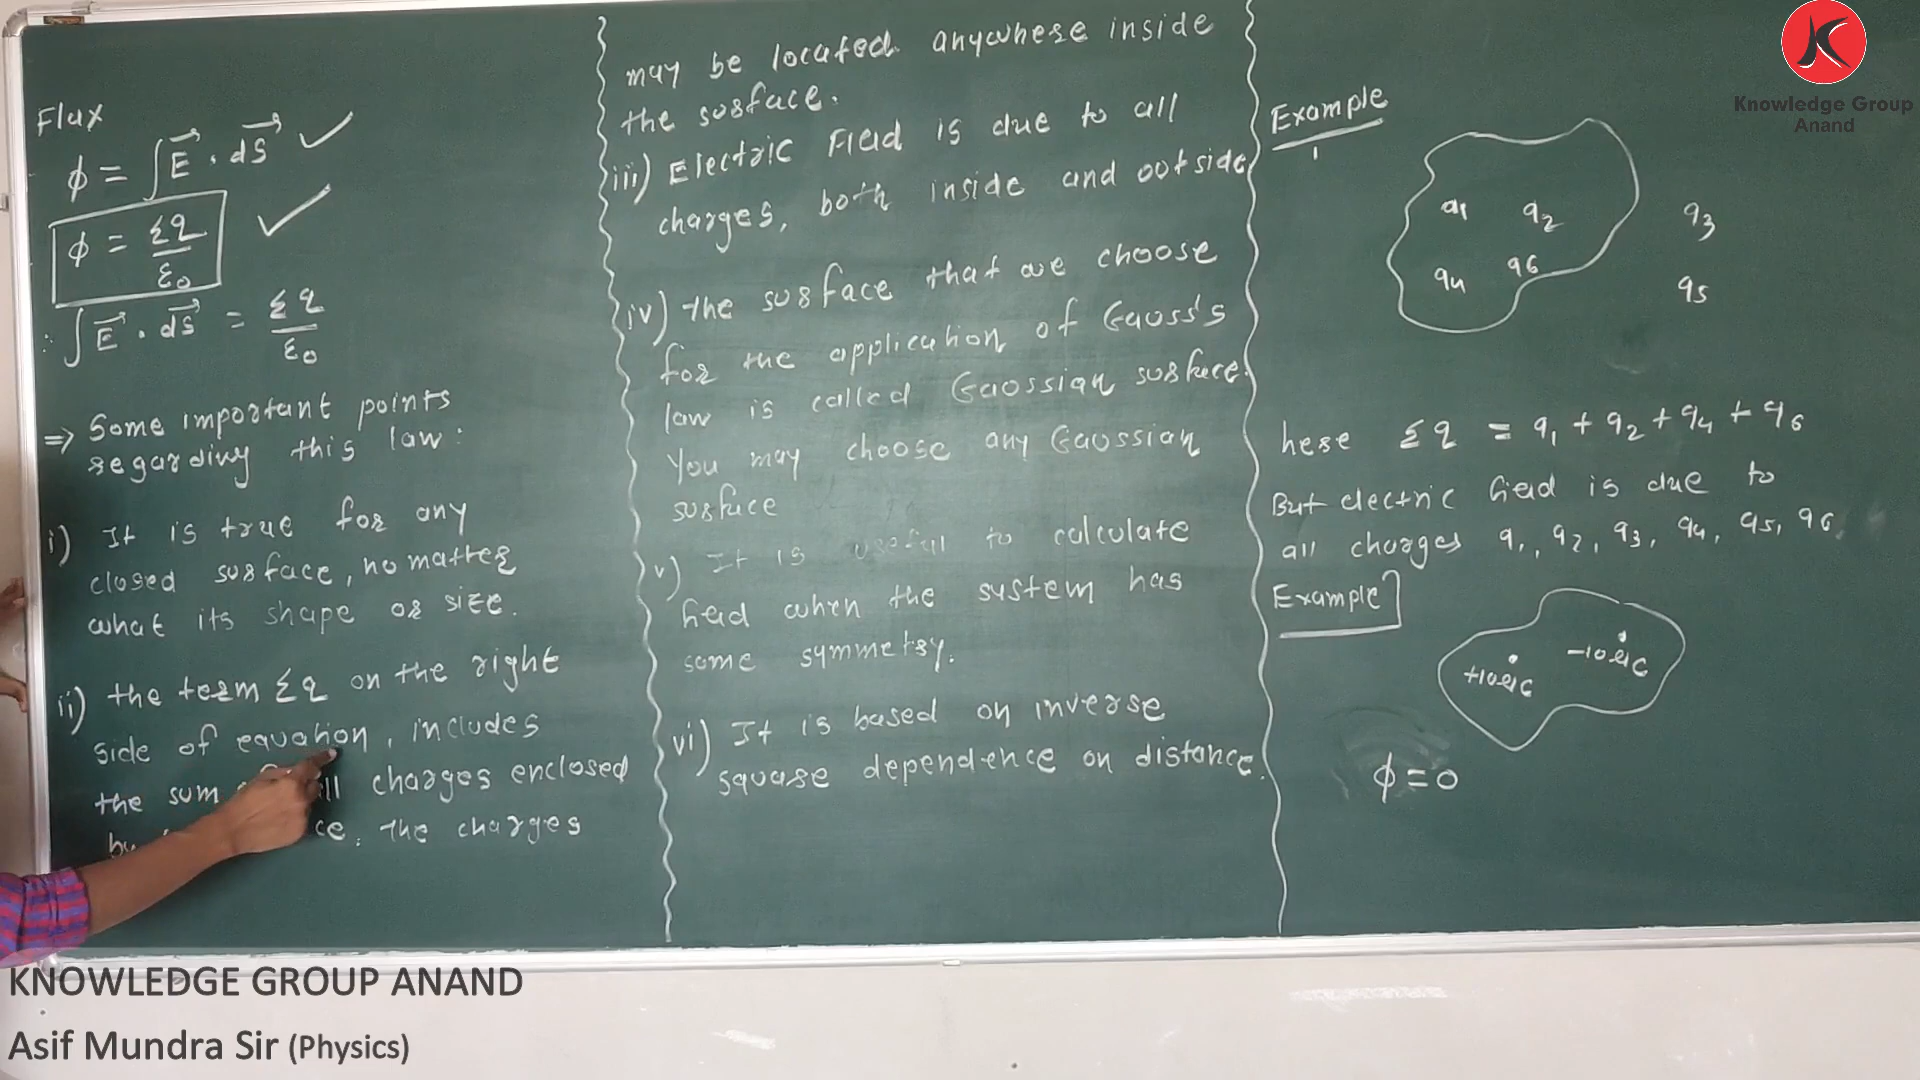 Flux
ϕ = ∫ E⃗ . dS⃗ ✓
ϕ = Σq / ε₀ ✓
∴ ∫ E⃗ . dS⃗ = Σq / ε₀
⇒ Some important points
regarding this law:
i) It is true for any
closed surface, no matter
what its shape or size.
ii) the term Σq on the right
side of equation, includes
the sum all charges enclosed
by ce. The charges
may be located anywhere inside
the surface.
iii) Electric Field is due to all
charges, both inside and outside
iv) the surface that we choose
for the application of Gauss's
law is called Gaussian surface.
You may choose any Gaussian
surface
v) It is useful to calculate
field when the system has
some symmetry.
vi) It is based on inverse
square dependence on distance.
Example
1
q₁ q₂ q₃
q₄ q₆ q₅
here Σq = q₁ + q₂ + q₄ + q₆
But electric field is due to
all charges q₁, q₂, q₃, q₄, q₅, q₆.
Example
+10μC -10μC
ϕ = 0
K
Knowledge Group
Anand
KNOWLEDGE GROUP ANAND
Asif Mundra Sir (Physics)